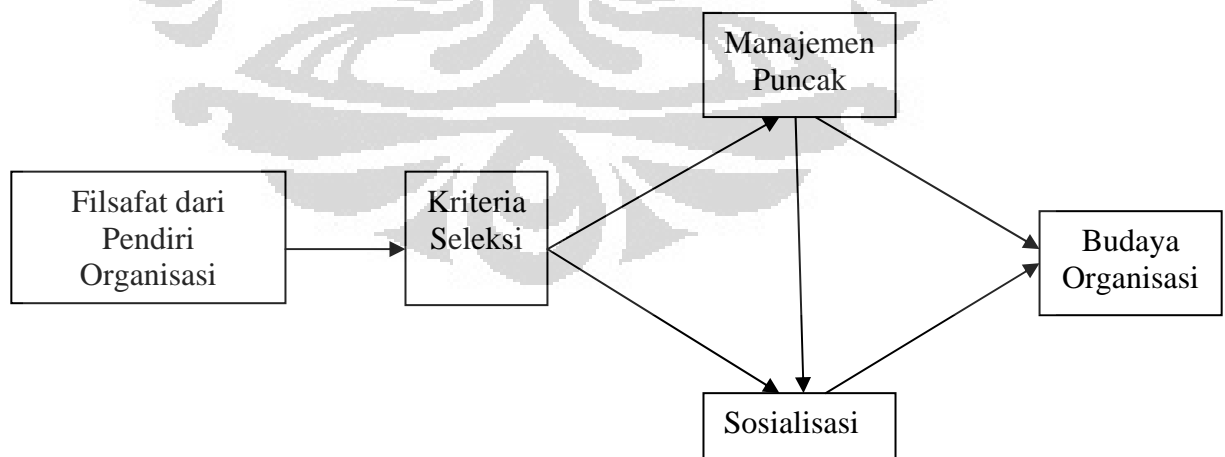 Filsafat dari
Pendiri
Organisasi
Kriteria
Seleksi
Manajemen
Puncak
Sosialisasi
Budaya
Organisasi